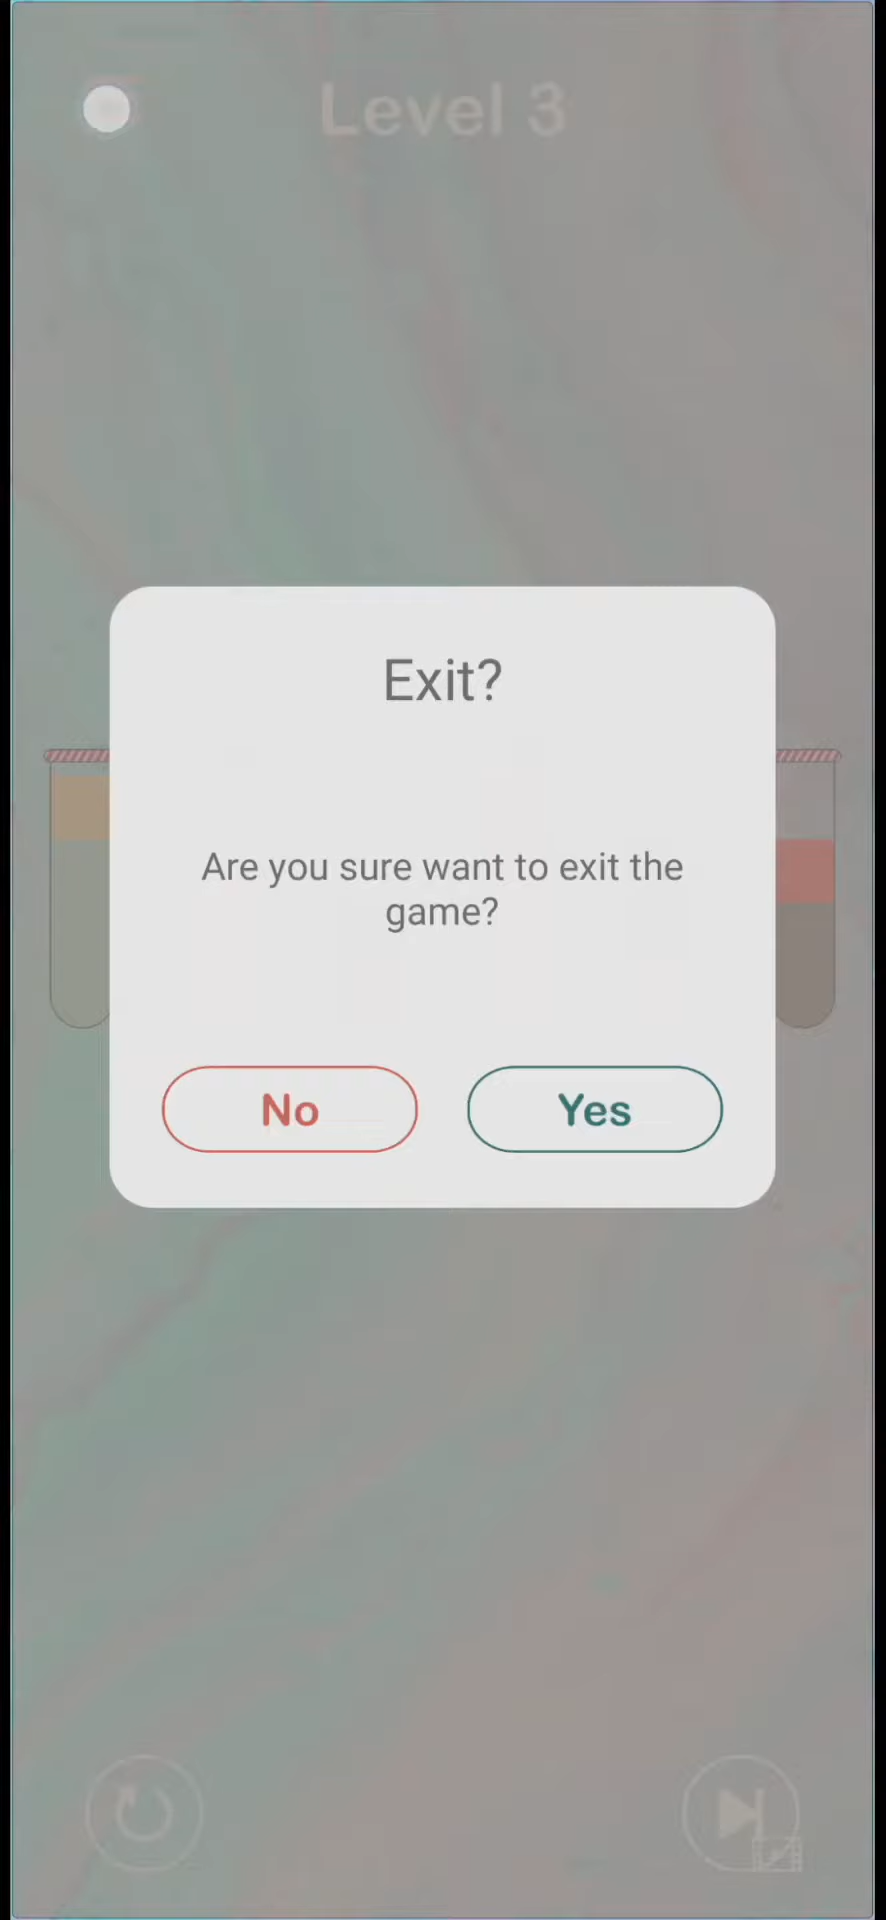 Level 3
Exit?
Are you sure want to exit the
game?
No
Yes